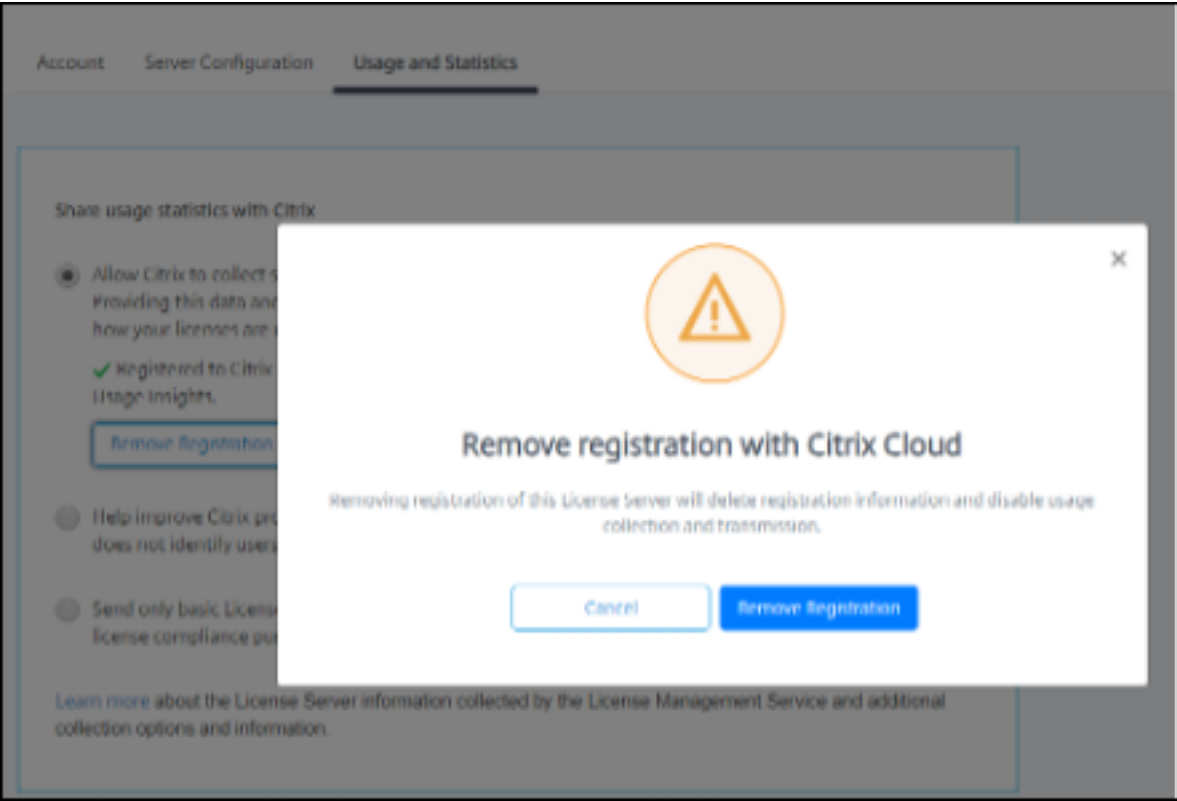 Account Server Configuration Usage and Statistics
Share usage statistics with Citrix
Allow Citrix to collect s
Providing this data and
how your licenses are
Registered to Citrix
Usage Insights.
Remove Registration
Help improve Citrix pro
does not identify users
Send only basic License
license compliance pur
Learn more about the License Server information collected by the License Management Service and additional
collection options and information.
Remove registration with Citrix Cloud
Removing registration of this License Server will delete registration information and disable usage
collection and transmission.
Cancel Remove Registration